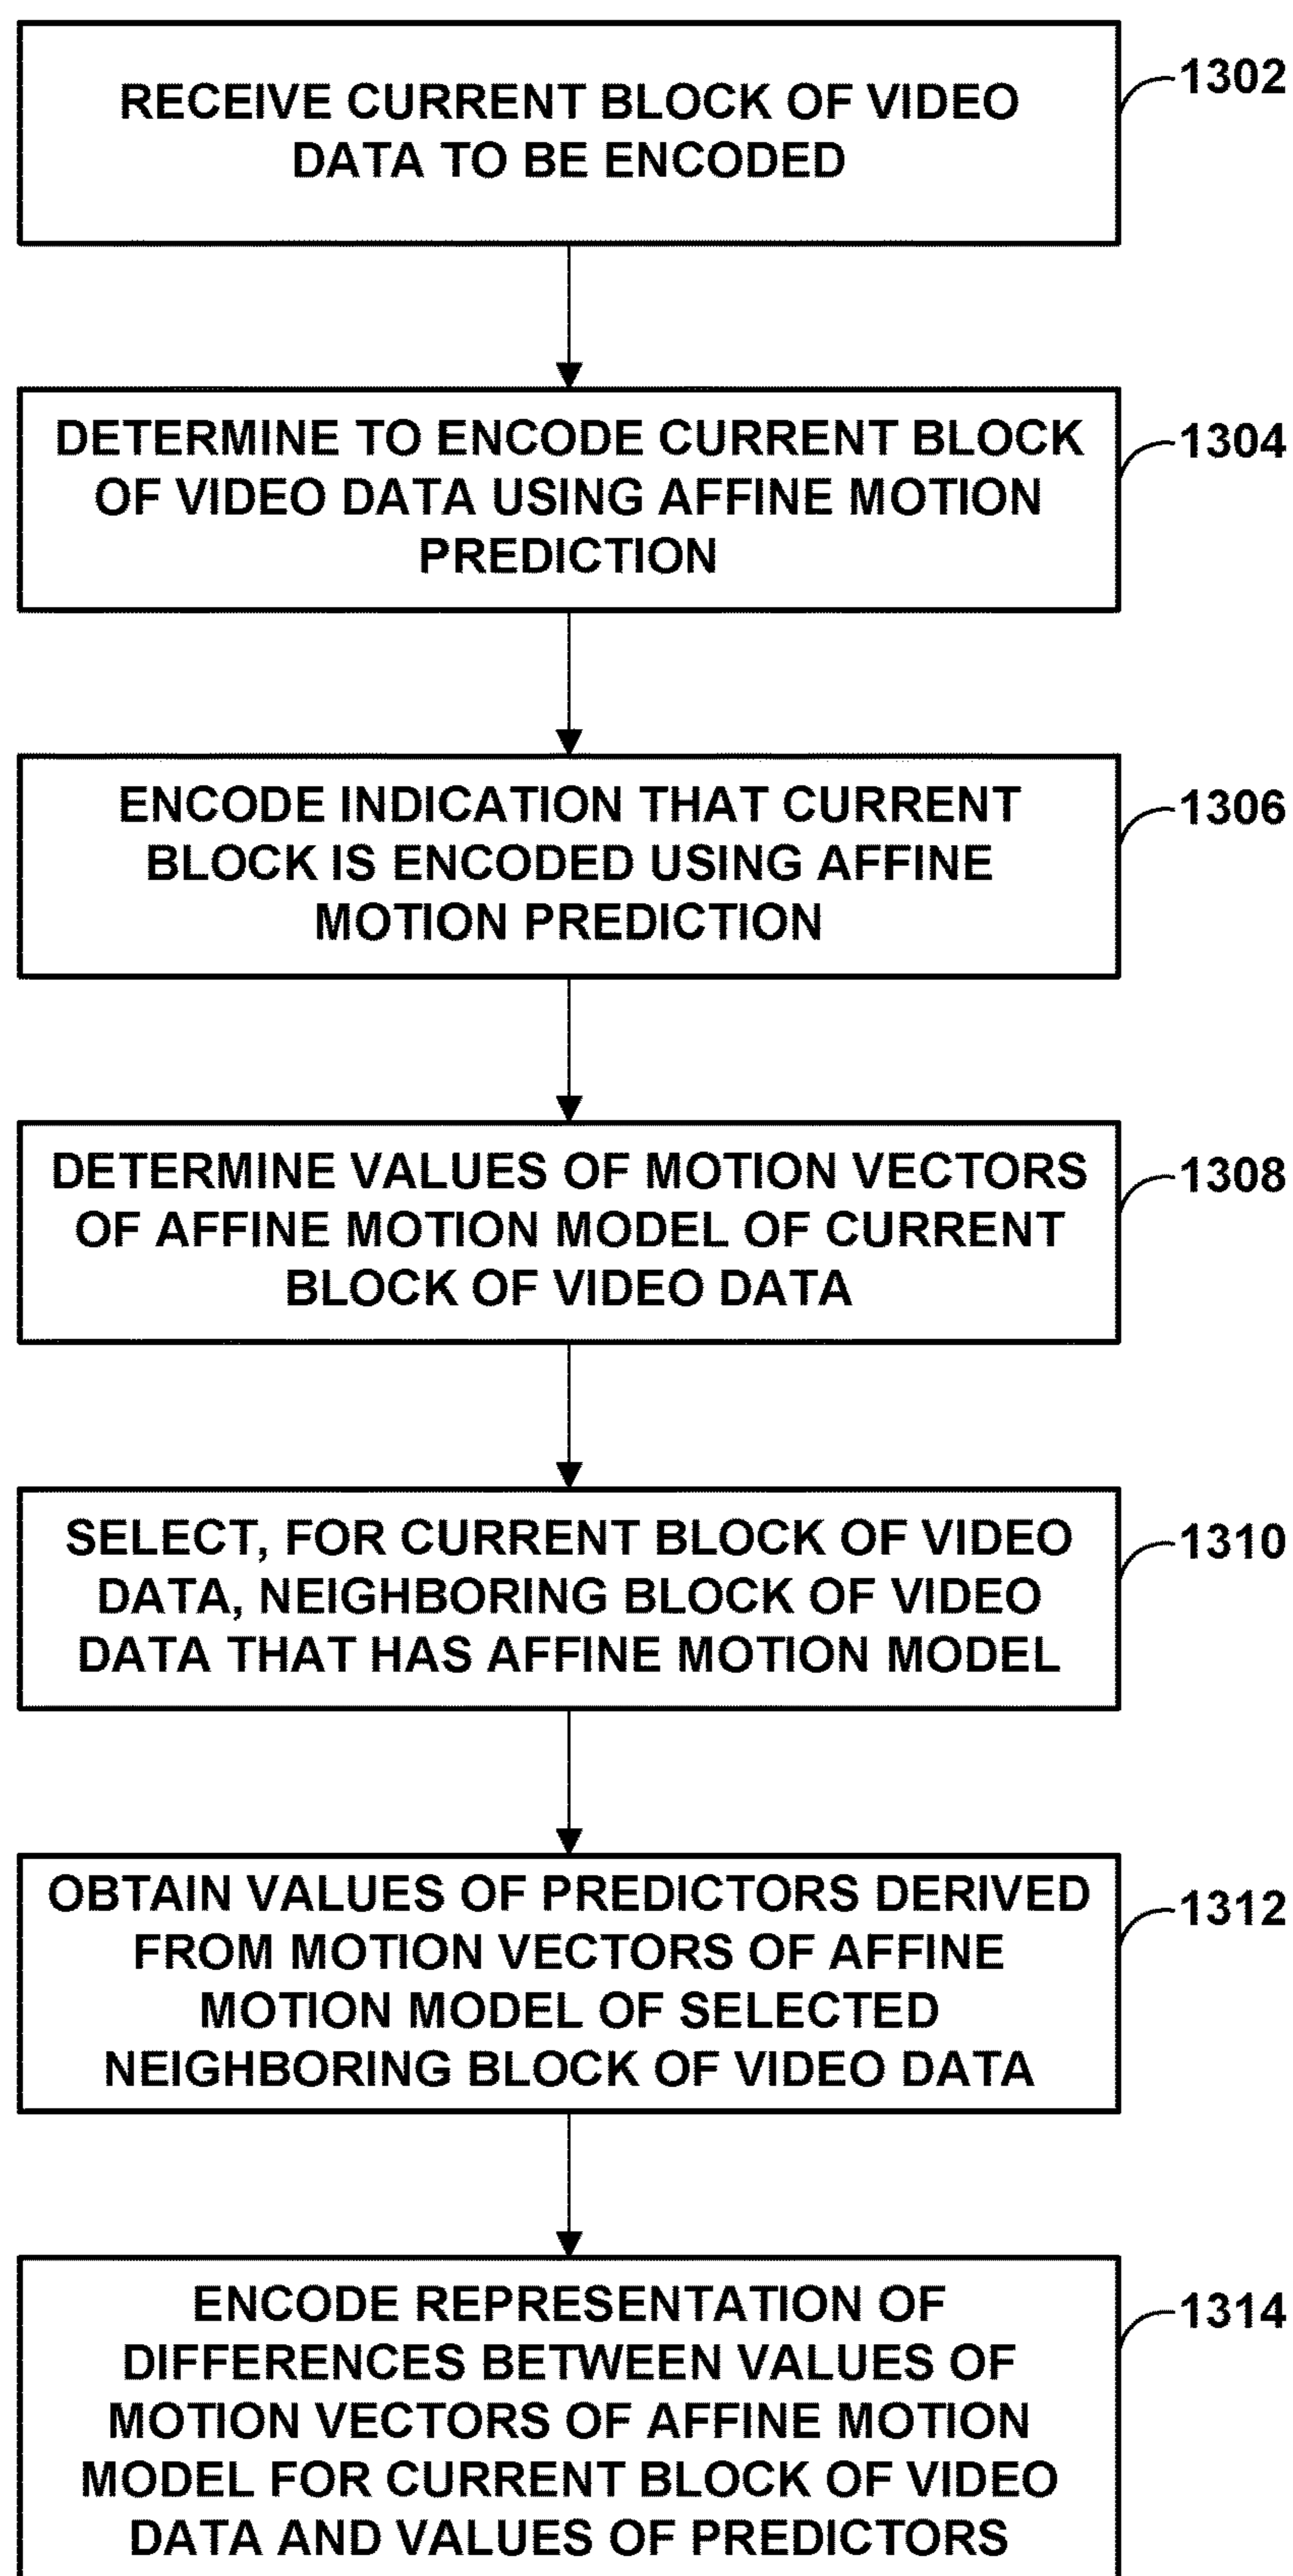 RECEIVE CURRENT BLOCK OF VIDEO
DATA TO BE ENCODED
1302
DETERMINE TO ENCODE CURRENT BLOCK
OF VIDEO DATA USING AFFINE MOTION
PREDICTION
1304
ENCODE INDICATION THAT CURRENT
BLOCK IS ENCODED USING AFFINE
MOTION PREDICTION
1306
DETERMINE VALUES OF MOTION VECTORS
OF AFFINE MOTION MODEL OF CURRENT
BLOCK OF VIDEO DATA
1308
SELECT, FOR CURRENT BLOCK OF VIDEO
DATA, NEIGHBORING BLOCK OF VIDEO
DATA THAT HAS AFFINE MOTION MODEL
1310
OBTAIN VALUES OF PREDICTORS DERIVED
FROM MOTION VECTORS OF AFFINE
MOTION MODEL OF SELECTED
NEIGHBORING BLOCK OF VIDEO DATA
1312
ENCODE REPRESENTATION OF
DIFFERENCES BETWEEN VALUES OF
MOTION VECTORS OF AFFINE MOTION
MODEL FOR CURRENT BLOCK OF VIDEO
DATA AND VALUES OF PREDICTORS
1314